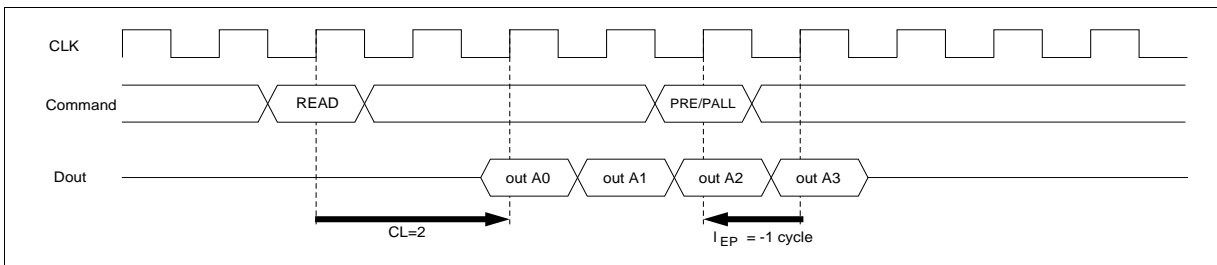 CLK
Command
READ
PRE/PALL
Dout
out A0
out A1
out A2
out A3
CL=2
I EP = -1 cycle